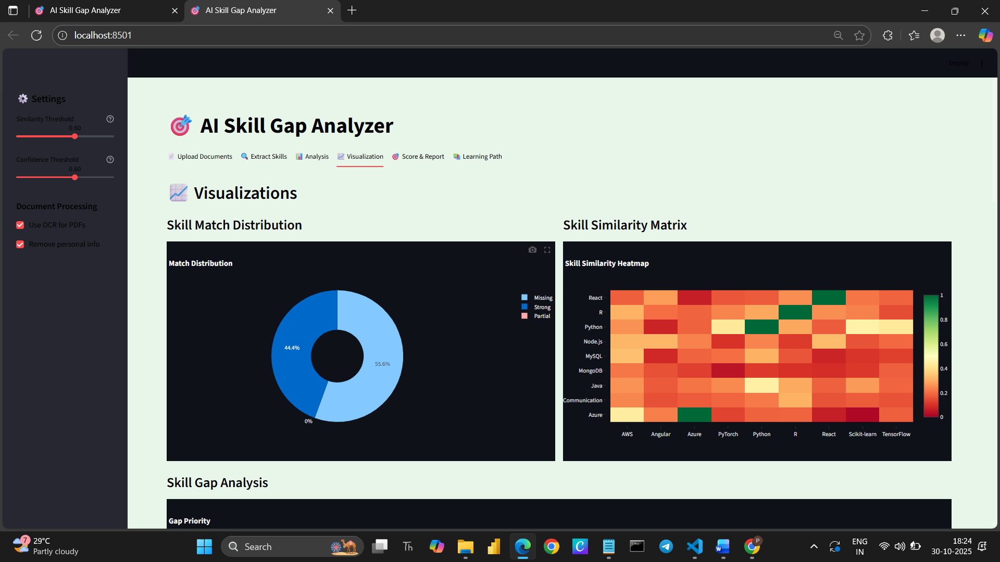 AI Skill Gap Analyzer
AI Skill Gap Analyzer
localhost:8501
Deploy
Settings
Similarity Threshold
0.60
Confidence Threshold
0.60
Document Processing
Use OCR for PDFs
Remove personal info
AI Skill Gap Analyzer
Upload Documents Extract Skills Analysis Visualization Score & Report Learning Path
Visualizations
Skill Match Distribution
Match Distribution
Missing
Strong
Partial
44.4%
55.6%
0%
Skill Similarity Matrix
Skill Similarity Heatmap
React
R
Python
Node.js
MySQL
MongoDB
Java
Communication
Azure
AWS Angular Azure PyTorch Python R React Scikit-learn TensorFlow
1
0.8
0.6
0.4
0.2
0
Skill Gap Analysis
Gap Priority
7
29°C
Partly cloudy
Search
Th
C
W
P
ENG
IN
18:24
30-10-2025